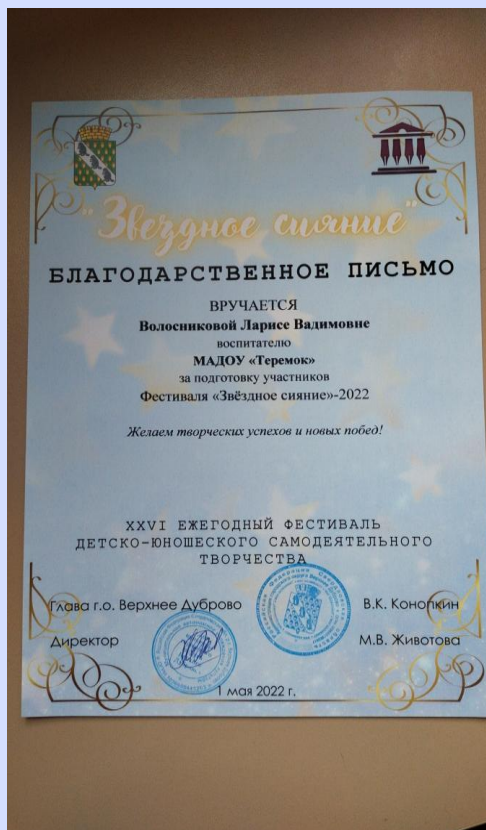 "Звездное сияние"
БЛАГОДАРСТВЕННОЕ ПИСЬМО
ВРУЧАЕТСЯ
Волосниковой Ларисе Вадимовне
воспитателю
МАДОУ «Теремок»
за подготовку участников
Фестиваля «Звёздное сияние»-2022
Желаем творческих успехов и новых побед!
XXVI ЕЖЕГОДНЫЙ ФЕСТИВАЛЬ
ДЕТСКО-ЮНОШЕСКОГО САМОДЕЯТЕЛЬНОГО
ТВОРЧЕСТВА
Глава г.о. Верхнее Дуброво В.К. Конопкин
Директор М.В. Животова
1 мая 2022 г.